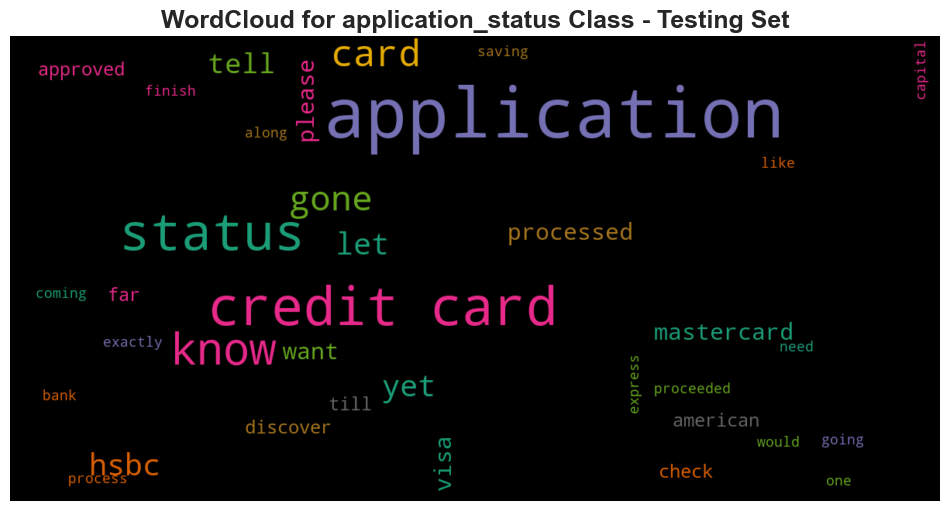 WordCloud for application_status Class - Testing Set
approved
tell
card
saving
capital
finish
please
application
along
like
gone
status
let
processed
coming
far
credit card
exactly
know
want
mastercard
need
yet
express
proceeded
bank
till
discover
american
would
going
hsbc
process
visa
check
one